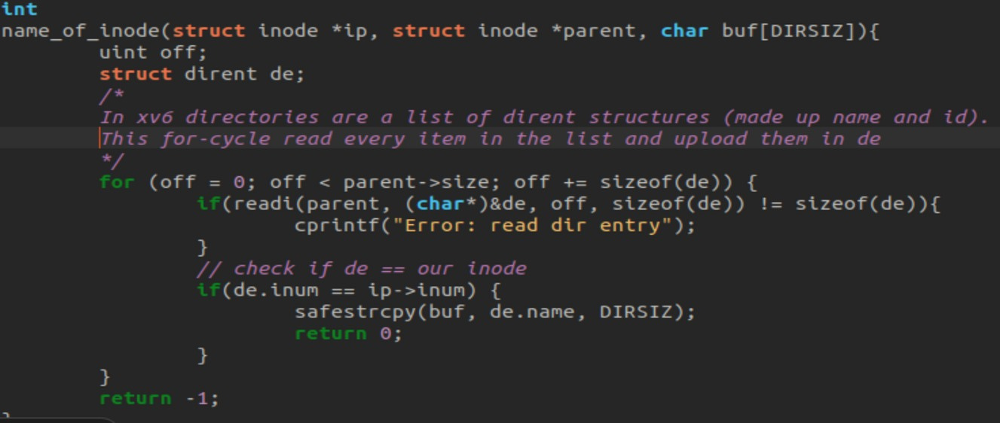 int
name_of_inode(struct inode *ip, struct inode *parent, char buf[DIRSIZ]){
uint off;
struct dirent de;
/*
In xv6 directories are a list of dirent structures (made up name and id).
This for-cycle read every item in the list and upload them in de
*/
for (off = 0; off < parent->size; off += sizeof(de)) {
if(readi(parent, (char*)&de, off, sizeof(de)) != sizeof(de)){
cprintf("Error: read dir entry");
}
// check if de == our inode
if(de.inum == ip->inum) {
safestrcpy(buf, de.name, DIRSIZ);
return 0;
}
}
return -1;
}